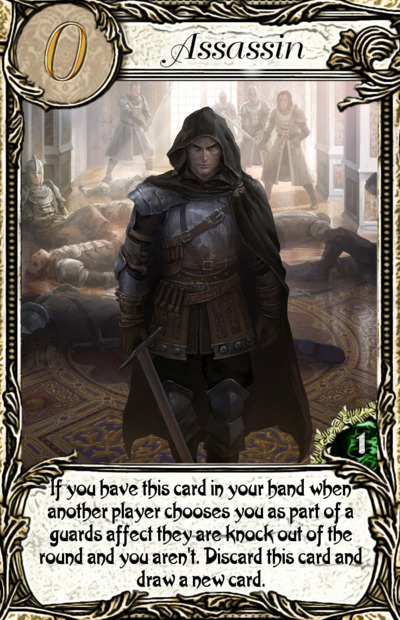 0
Assassin
1
If you have this card in your hand when
another player chooses you as part of a
guards affect they are knock out of the
round and you aren't. Discard this card and
draw a new card.